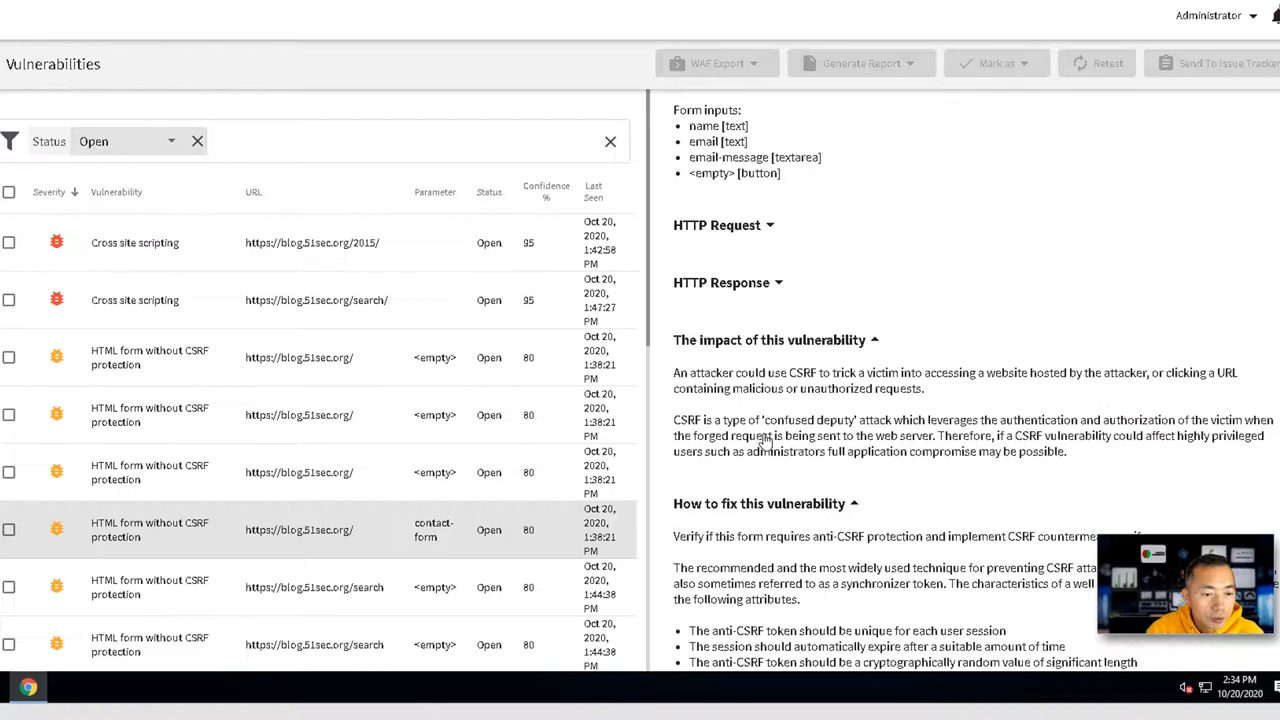 Administrator
Vulnerabilities
WAF Export
Generate Report
Mark as
Retest
Send To Issue Tracker
Status Open
Severity Vulnerability URL Parameter Status Confidence % Last Seen
Cross site scripting https://blog.51sec.org/2015/ Open 95 Oct 20, 2020, 1:42:58 PM
Cross site scripting https://blog.51sec.org/search/ Open 95 Oct 20, 2020, 1:47:27 PM
HTML form without CSRF protection https://blog.51sec.org/ <empty> Open 80 Oct 20, 2020, 1:38:21 PM
HTML form without CSRF protection https://blog.51sec.org/ <empty> Open 80 Oct 20, 2020, 1:38:21 PM
HTML form without CSRF protection https://blog.51sec.org/ <empty> Open 80 Oct 20, 2020, 1:38:21 PM
HTML form without CSRF protection https://blog.51sec.org/ contact-form Open 80 Oct 20, 2020, 1:38:21 PM
HTML form without CSRF protection https://blog.51sec.org/search <empty> Open 80 Oct 20, 2020, 1:44:38 PM
HTML form without CSRF protection https://blog.51sec.org/search <empty> Open 80 Oct 20, 2020, 1:44:38 PM
Form inputs:
• name [text]
• email [text]
• email-message [textarea]
• <empty> [button]
HTTP Request
HTTP Response
The impact of this vulnerability
An attacker could use CSRF to trick a victim into accessing a website hosted by the attacker, or clicking a URL
containing malicious or unauthorized requests.
CSRF is a type of 'confused deputy' attack which leverages the authentication and authorization of the victim when
the forged request is being sent to the web server. Therefore, if a CSRF vulnerability could affect highly privileged
users such as administrators full application compromise may be possible.
How to fix this vulnerability
Verify if this form requires anti-CSRF protection and implement CSRF
The recommended and the most widely used technique for preventing CSRF
also sometimes referred to as a synchronizer token. The characteristics of a well
the following attributes.
• The anti-CSRF token should be unique for each user session
• The session should automatically expire after a suitable amount of time
• The anti-CSRF token should be a cryptographically random value of significant length
2:34 PM
10/20/2020